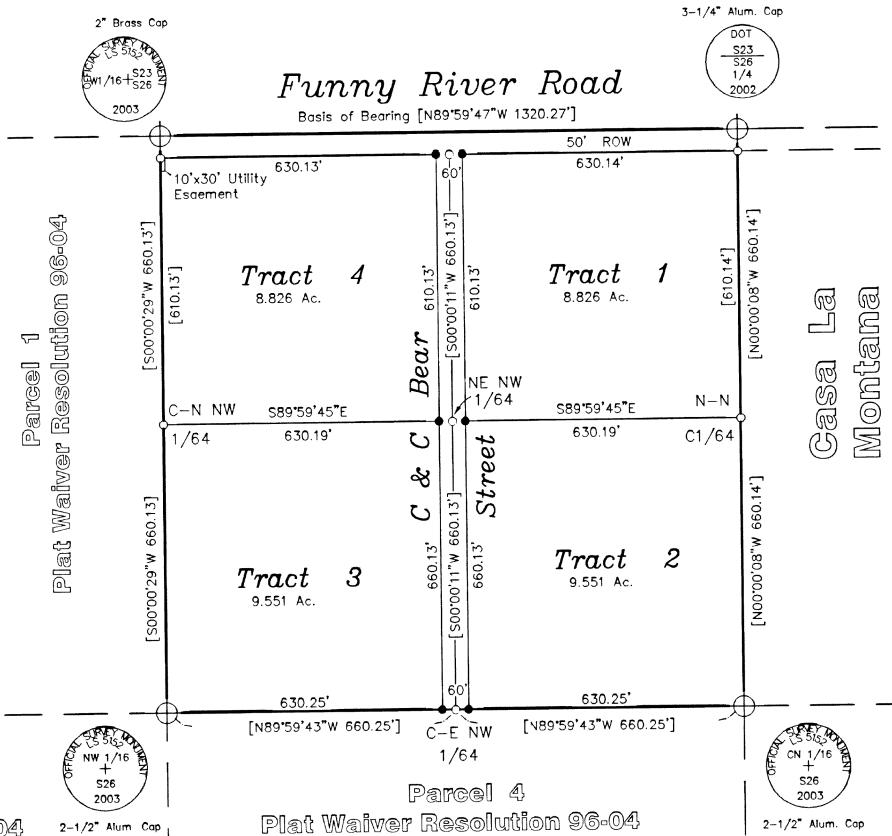 2" Brass Cap
OFFICIAL SURVEY MONUMENT
LS 5152
W1/16 S23
S26
2003
3-1/4" Alum. Cap
DOT
S23
S26
1/4
2002
Funny River Road
Basis of Bearing [N89°59'47"W 1320.27']
50' ROW
630.13'
60'
630.14'
10'x30' Utility
Esaement
Parcel 1
Plat Waiver Resolution 96-04
[S00°00'29"W 660.13']
[610.13']
Tract 4
8.826 Ac.
610.13'
[S00°00'11"W 660.13']
610.13'
Tract 1
8.826 Ac.
[610.14']
[N00°00'08"W 660.14']
Casa La
Montana
C-N NW
1/64
S89°59'45"E
630.19'
NE NW
1/64
S89°59'45"E
630.19'
N-N
C1/64
C & C Bear
Street
[S00°00'29"W 660.13]
Tract 3
9.551 Ac.
660.13'
[S00°00'11"W 660.13']
660.13'
Tract 2
9.551 Ac.
[N00°00'08"W 660.14']
630.25'
60'
630.25'
[N89°59'43"W 660.25']
C-E NW
1/64
[N89°59'43"W 660.25']
OFFICIAL SURVEY MONUMENT
LS 5152
NW 1/16
S26
2003
2-1/2" Alum. Cap
OFFICIAL SURVEY MONUMENT
LS 5152
CN 1/16
S26
2003
2-1/2" Alum. Cap
Parcel 4
Plat Waiver Resolution 96-04
04